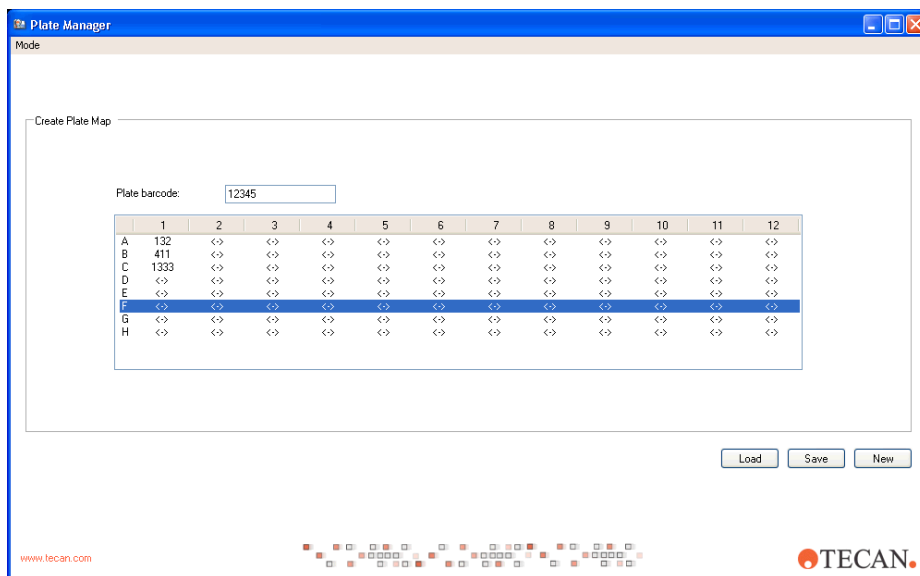 Plate Manager
Mode
Create Plate Map
Plate barcode: 12345
1 2 3 4 5 6 7 8 9 10 11 12
A 132 <-> <-> <-> <-> <-> <-> <-> <-> <-> <-> <->
B 411 <-> <-> <-> <-> <-> <-> <-> <-> <-> <-> <->
C 1333 <-> <-> <-> <-> <-> <-> <-> <-> <-> <-> <->
D <-> <-> <-> <-> <-> <-> <-> <-> <-> <-> <-> <->
E <-> <-> <-> <-> <-> <-> <-> <-> <-> <-> <-> <->
F <-> <-> <-> <-> <-> <-> <-> <-> <-> <-> <-> <->
G <-> <-> <-> <-> <-> <-> <-> <-> <-> <-> <-> <->
H <-> <-> <-> <-> <-> <-> <-> <-> <-> <-> <-> <->
Load Save New
www.tecan.com TECAN.